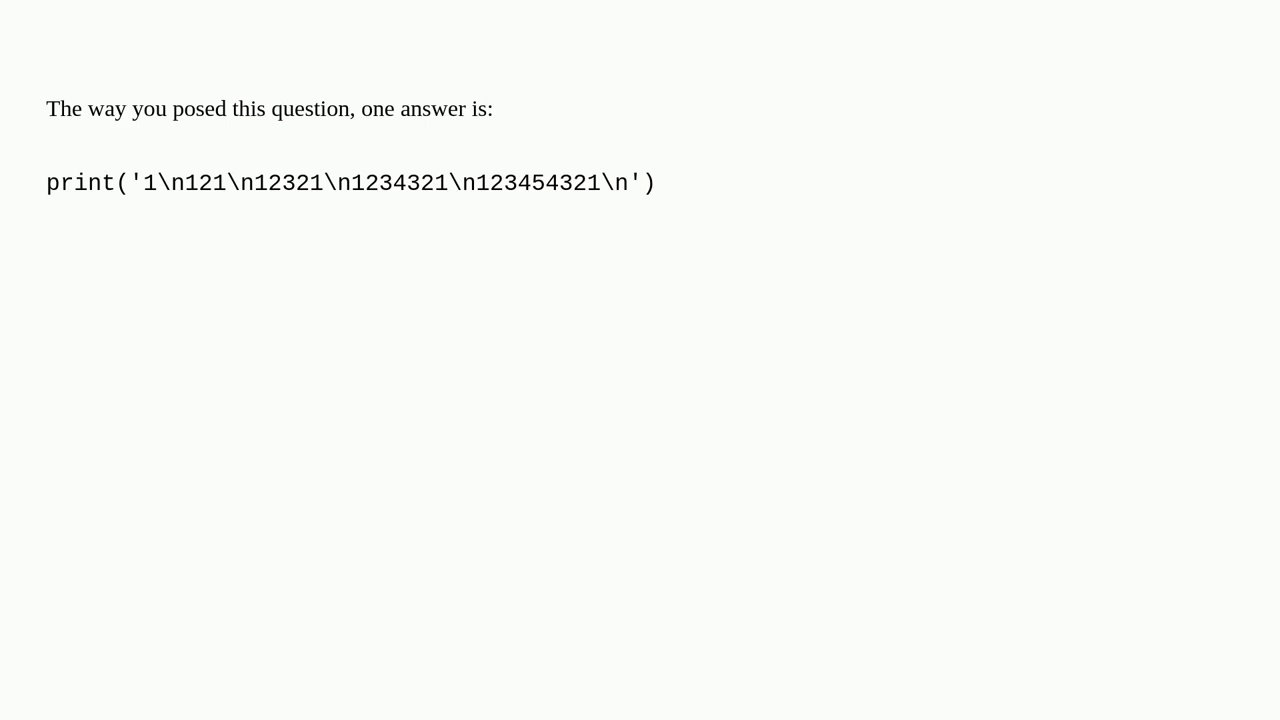 The way you posed this question, one answer is:
print('1\n121\n12321\n1234321\n123454321\n')